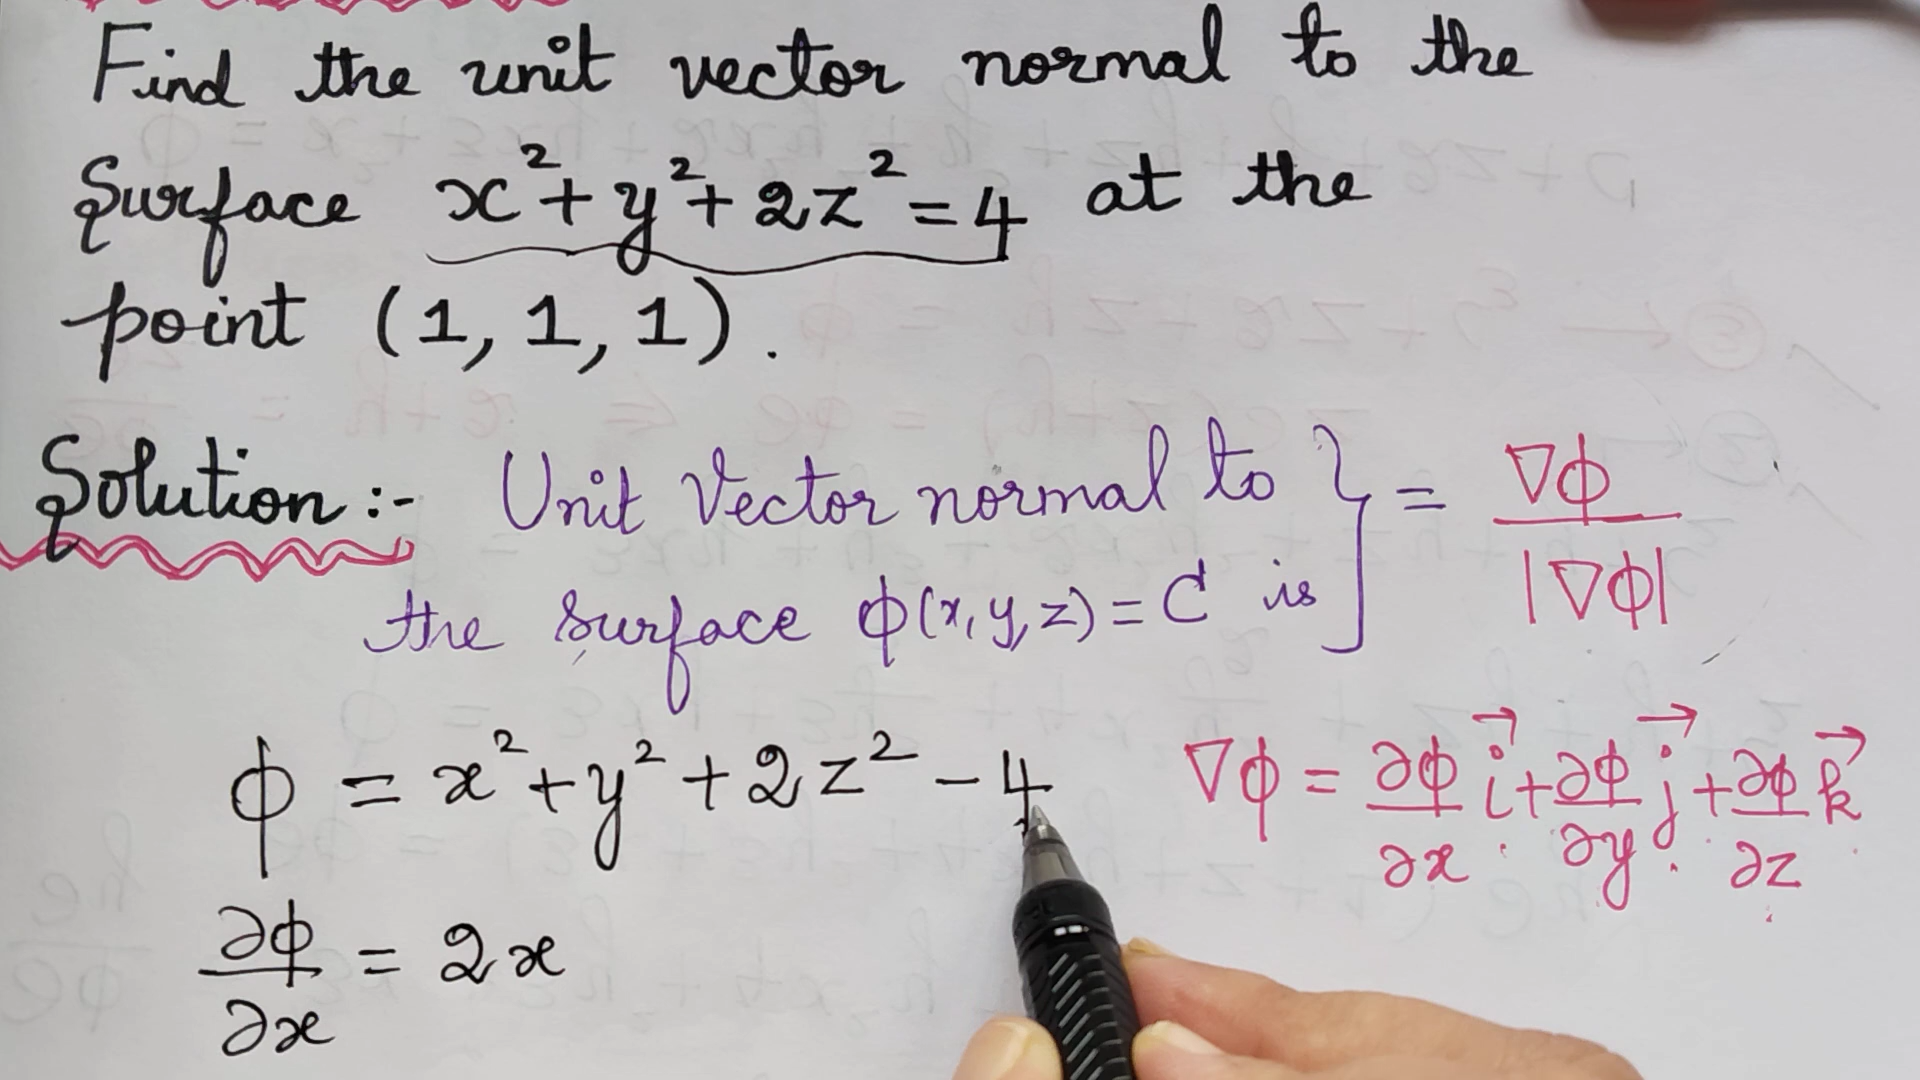 Find the unit vector normal to the
Surface x²+y²+2z²=4 at the
point (1, 1, 1).
Solution :- Unit Vector normal to } = ∇ϕ / |∇ϕ|
the surface ϕ(x,y,z)=C is
ϕ = x²+y²+2z²-4
∇ϕ = ∂ϕ/∂x i⃗ + ∂ϕ/∂y j⃗ + ∂ϕ/∂z k⃗
∂ϕ/∂x = 2x